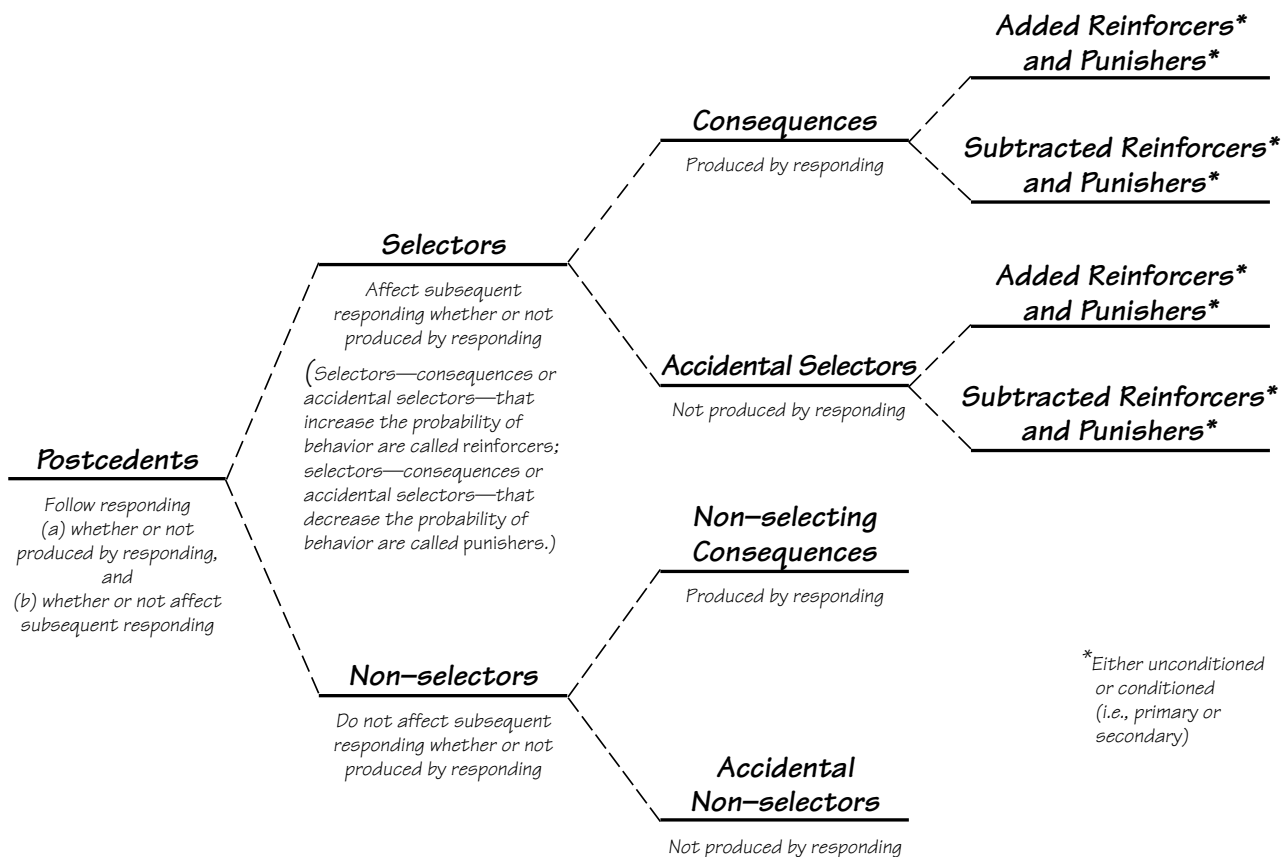 Postcedents
Follow responding
(a) whether or not
produced by responding,
and
(b) whether or not affect
subsequent responding
Selectors
Affect subsequent
responding whether or not
produced by responding
(Selectors—consequences or
accidental selectors—that
increase the probability of
behavior are called reinforcers;
selectors—consequences or
accidental selectors—that
decrease the probability of
behavior are called punishers.)
Non–selectors
Do not affect subsequent
responding whether or not
produced by responding
Consequences
Produced by responding
Accidental Selectors
Not produced by responding
Non–selecting
Consequences
Produced by responding
Accidental
Non–selectors
Not produced by responding
Added Reinforcers*
and Punishers*
Subtracted Reinforcers*
and Punishers*
Added Reinforcers*
and Punishers*
Subtracted Reinforcers*
and Punishers*
*Either unconditioned
or conditioned
(i.e., primary or
secondary)